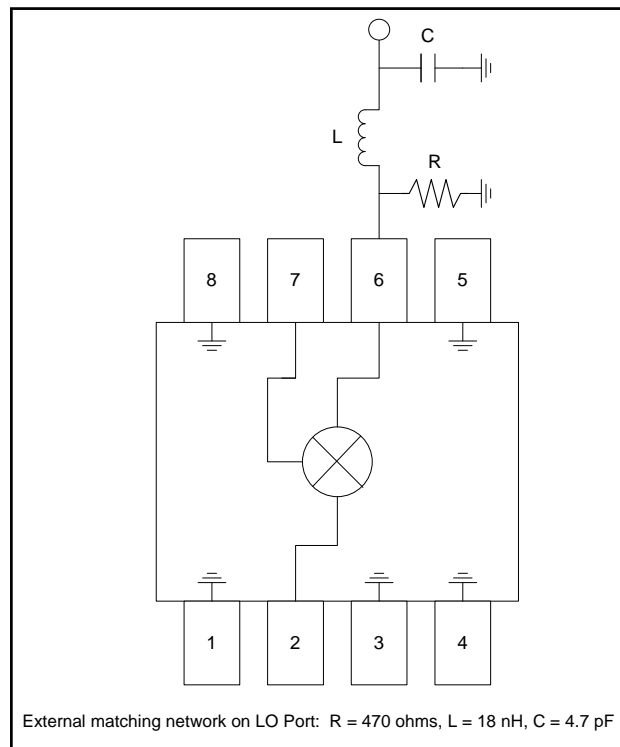 C
L
R
8 7 6 5
1 2 3 4
External matching network on LO Port: R = 470 ohms, L = 18 nH, C = 4.7 pF